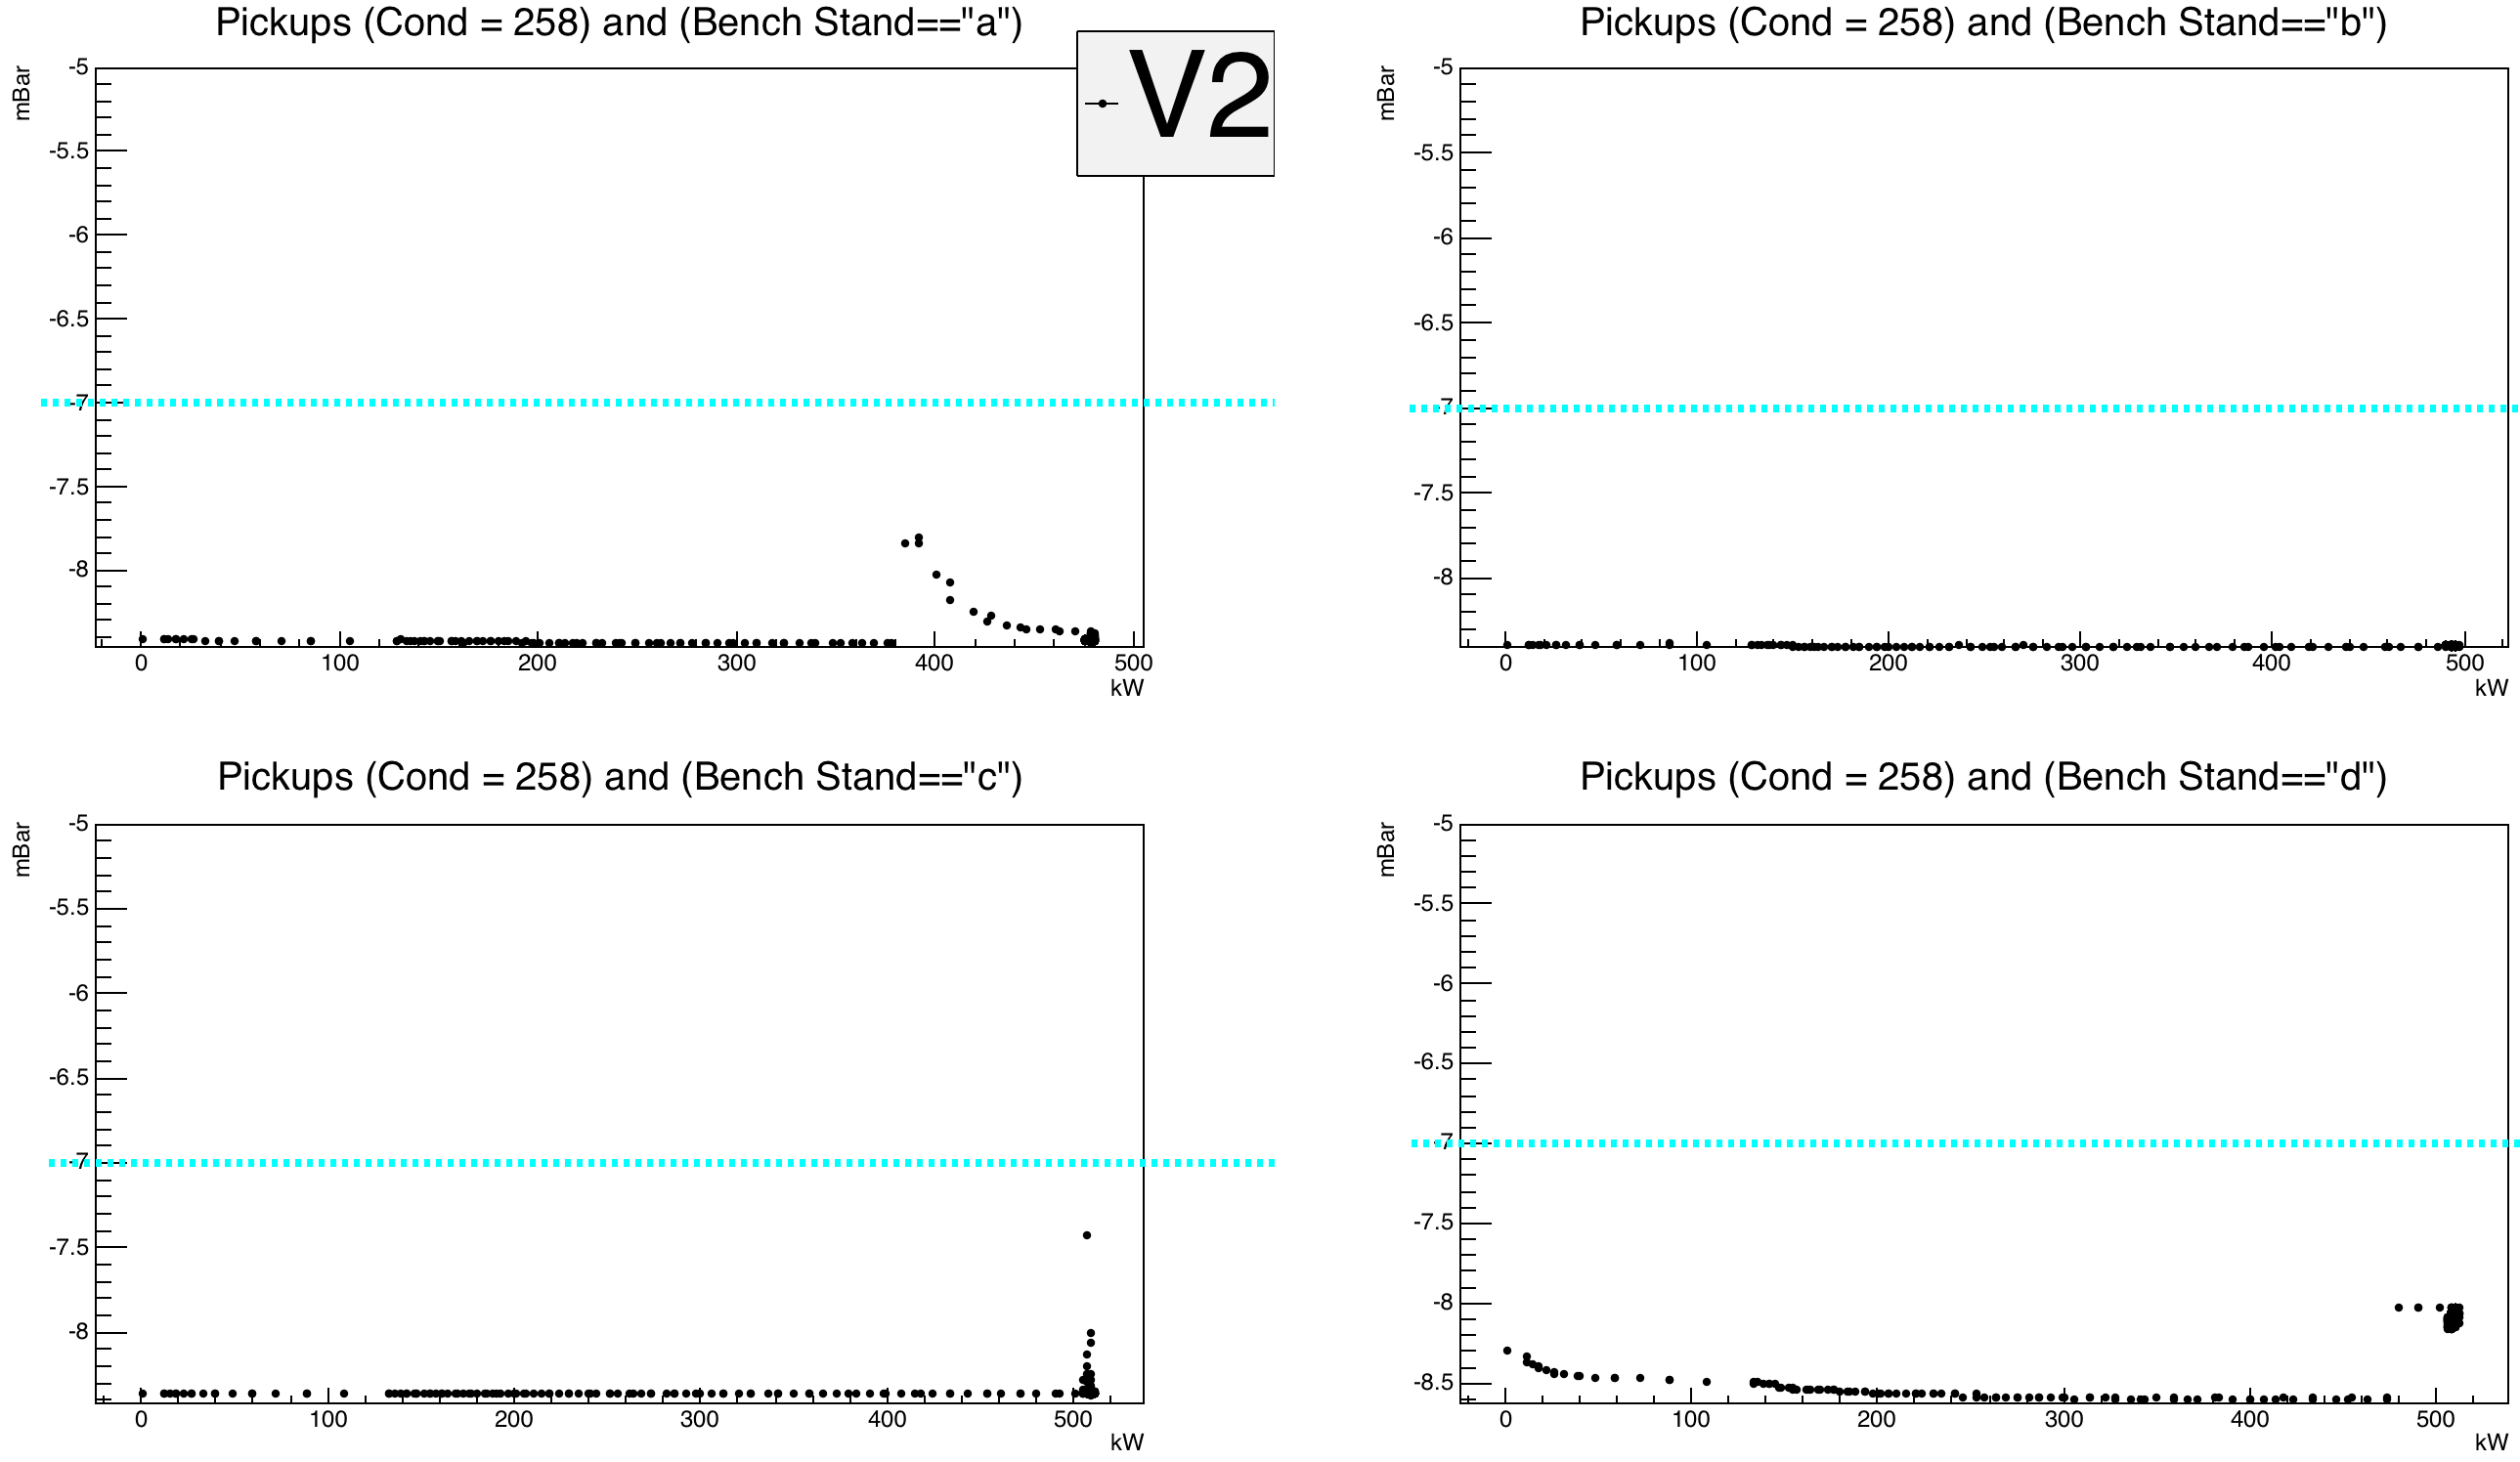 Pickups (Cond = 258) and (Bench Stand=="a")
mBar
V2
-5
-5.5
-6
-6.5
-7
-7.5
-8
0 100 200 300 400 500
kW
Pickups (Cond = 258) and (Bench Stand=="b")
mBar
-5
-5.5
-6
-6.5
-7
-7.5
-8
0 100 200 300 400 500
kW
Pickups (Cond = 258) and (Bench Stand=="c")
mBar
-5
-5.5
-6
-6.5
-7
-7.5
-8
0 100 200 300 400 500
kW
Pickups (Cond = 258) and (Bench Stand=="d")
mBar
-5
-5.5
-6
-6.5
-7
-7.5
-8
-8.5
0 100 200 300 400 500
kW